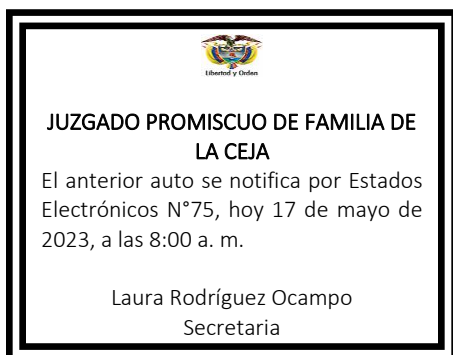 Libertad y Orden
JUZGADO PROMISCUO DE FAMILIA DE
LA CEJA
El anterior auto se notifica por Estados
Electrónicos N°75, hoy 17 de mayo de
2023, a las 8:00 a. m.
Laura Rodríguez Ocampo
Secretaria